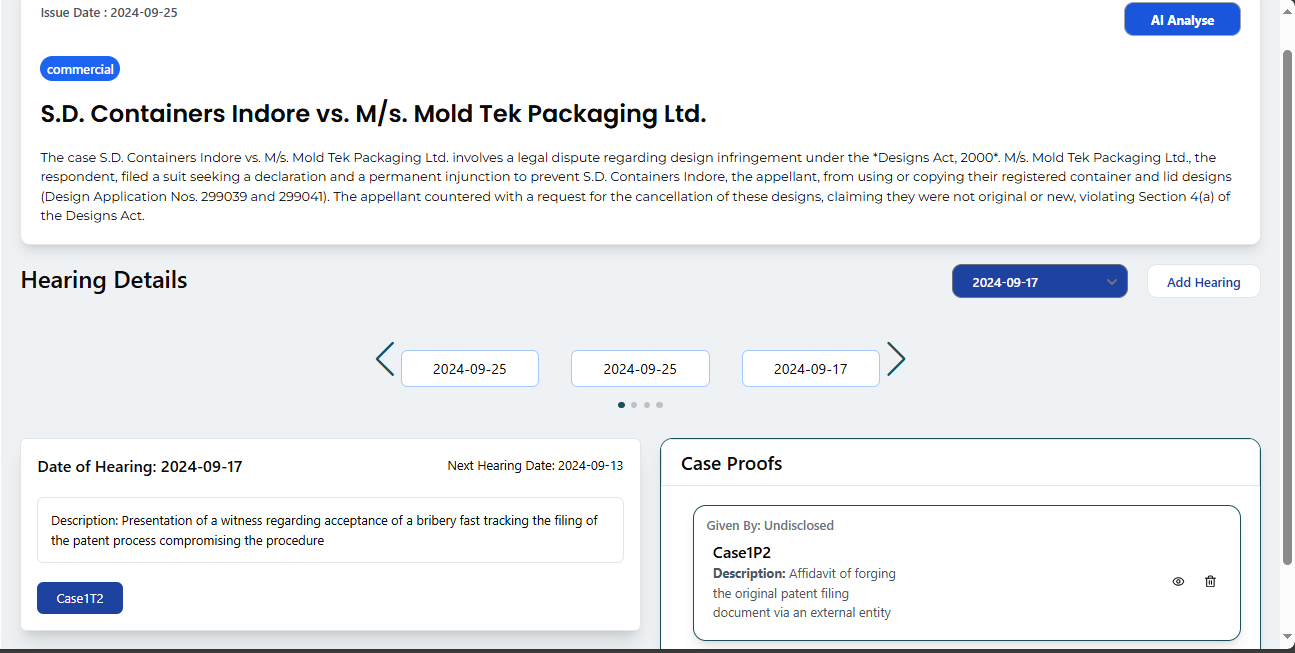 Issue Date : 2024-09-25
AI Analyse
commercial
S.D. Containers Indore vs. M/s. Mold Tek Packaging Ltd.
The case S.D. Containers Indore vs. M/s. Mold Tek Packaging Ltd. involves a legal dispute regarding design infringement under the *Designs Act, 2000*. M/s. Mold Tek Packaging Ltd., the
respondent, filed a suit seeking a declaration and a permanent injunction to prevent S.D. Containers Indore, the appellant, from using or copying their registered container and lid designs
(Design Application Nos. 299039 and 299041). The appellant countered with a request for the cancellation of these designs, claiming they were not original or new, violating Section 4(a) of
the Designs Act.
Hearing Details
2024-09-17
Add Hearing
2024-09-25
2024-09-25
2024-09-17
Date of Hearing: 2024-09-17
Next Hearing Date: 2024-09-13
Description: Presentation of a witness regarding acceptance of a bribery fast tracking the filing of
the patent process compromising the procedure
Case1T2
Case Proofs
Given By: Undisclosed
Case1P2
Description: Affidavit of forging
the original patent filing
document via an external entity